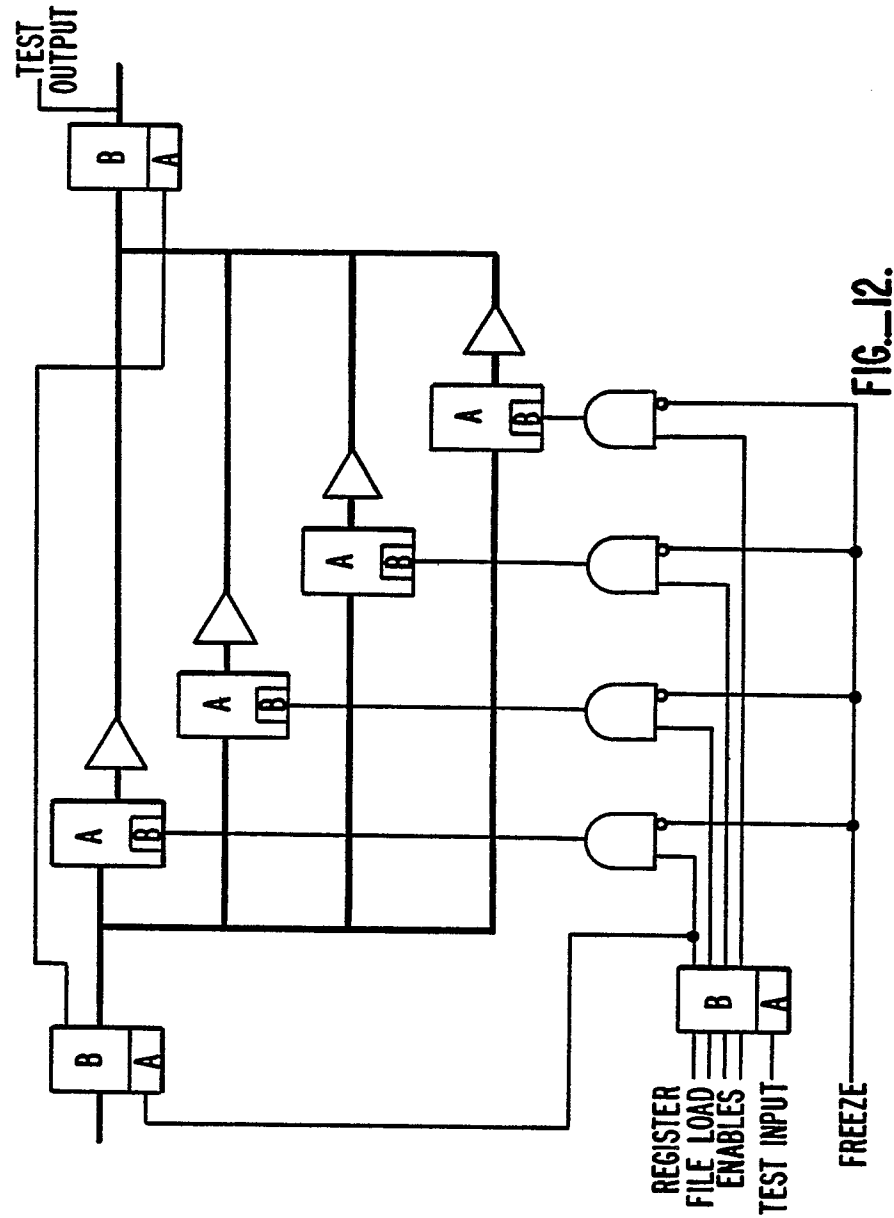 TEST
OUTPUT
B
A
B
A
A
B
A
B
A
B
A
B
REGISTER
FILE LOAD
ENABLES
TEST INPUT
B
A
FREEZE
FIG._12.